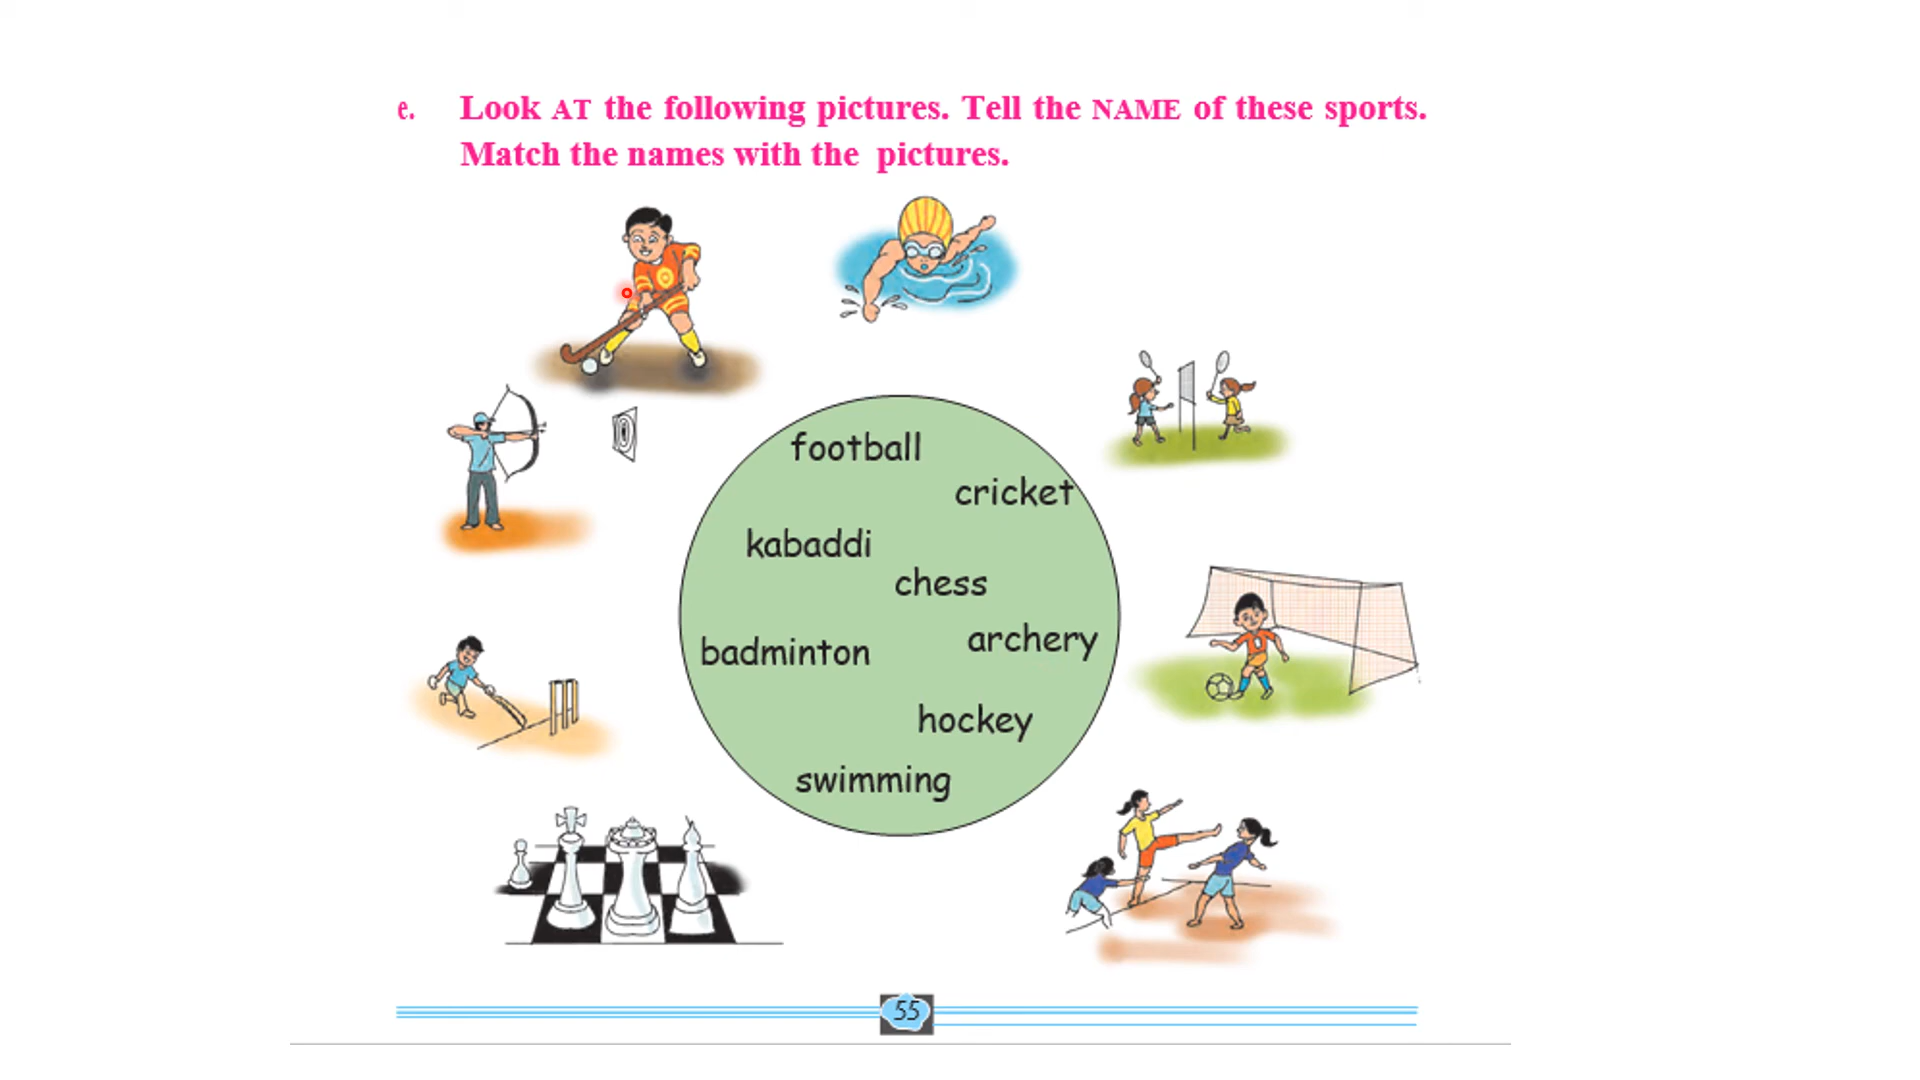 e. Look AT the following pictures. Tell the NAME of these sports.
Match the names with the pictures.
football
cricket
kabaddi
chess
archery
badminton
hockey
swimming
55